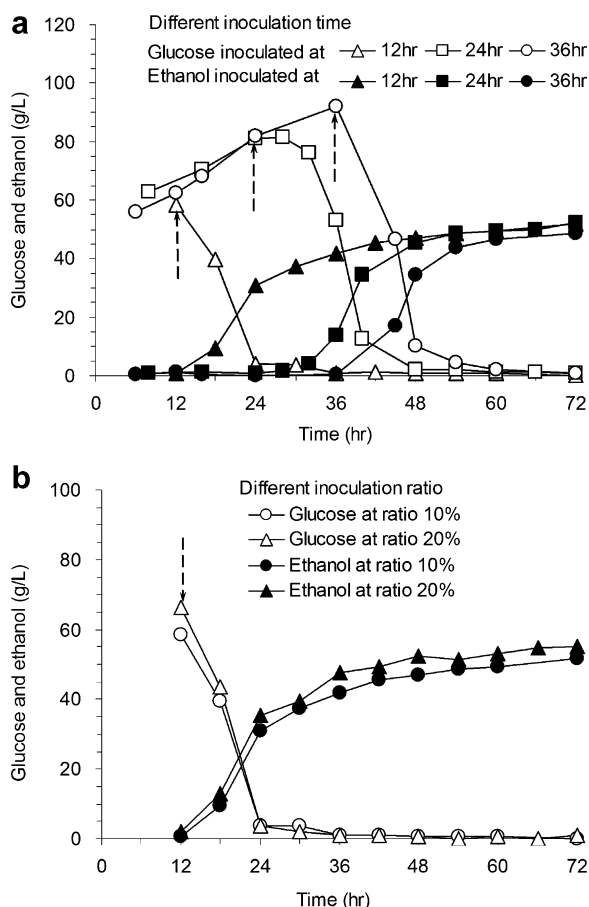 a
Different inoculation time
Glucose inoculated at 12hr 24hr 36hr
Ethanol inoculated at 12hr 24hr 36hr
Glucose and ethanol (g/L)
120
100
80
60
40
20
0
0 12 24 36 48 60 72
Time (hr)
b
Different inoculation ratio
Glucose at ratio 10%
Glucose at ratio 20%
Ethanol at ratio 10%
Ethanol at ratio 20%
Glucose and ethanol (g/L)
100
80
60
40
20
0
0 12 24 36 48 60 72
Time (hr)